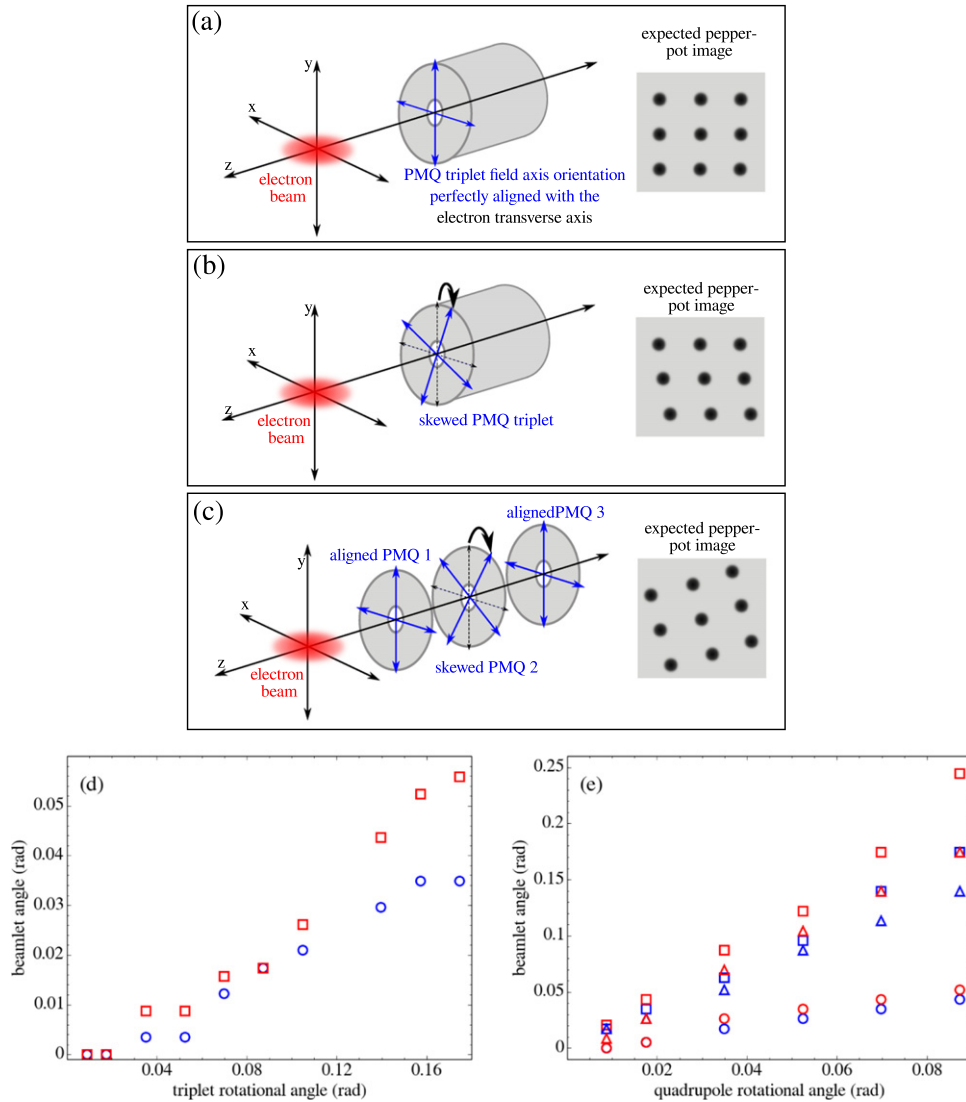 (a)
expected pepper-
pot image
y
x
z
electron
beam
PMQ triplet field axis orientation
perfectly aligned with the
electron transverse axis
(b)
expected pepper-
pot image
y
x
z
electron
beam
skewed PMQ triplet
(c)
alignedPMQ 3
expected pepper-
pot image
aligned PMQ 1
y
x
z
electron
beam
skewed PMQ 2
(d)
0.05
0.04
0.03
0.02
0.01
0
beamlet angle (rad)
0.04 0.08 0.12 0.16
triplet rotational angle (rad)
(e)
0.25
0.2
0.15
0.1
0.05
0
beamlet angle (rad)
0.02 0.04 0.06 0.08
quadrupole rotational angle (rad)